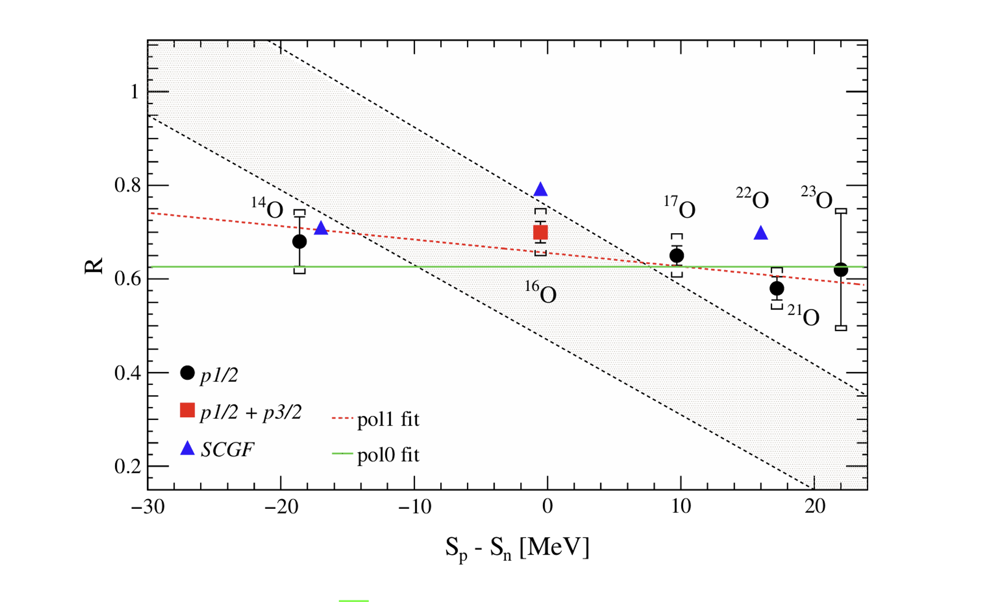 1
0.8
0.6
0.4
0.2
R
¹⁴O
¹⁶O
¹⁷O
²²O
²³O
²¹O
p1/2
p1/2 + p3/2
SCGF
pol1 fit
pol0 fit
−30 −20 −10 0 10 20
Sₚ - Sₙ [MeV]